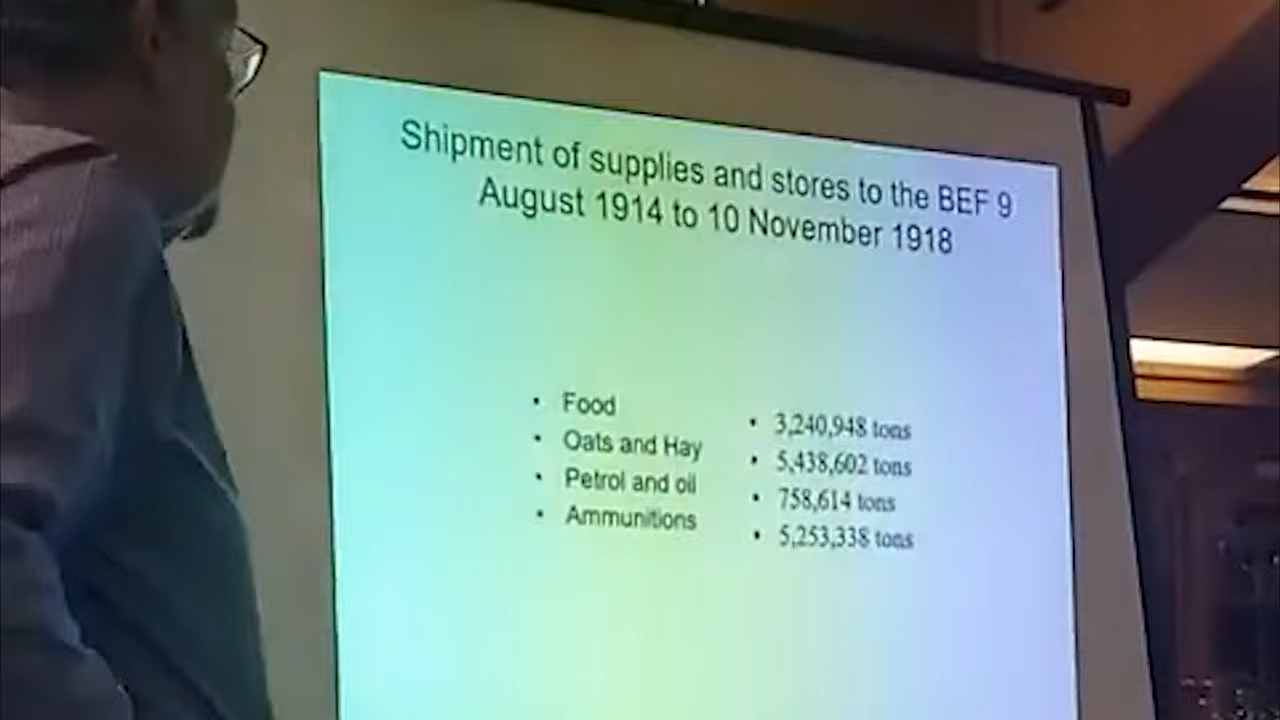 Shipment of supplies and stores to the BEF 9
August 1914 to 10 November 1918
• Food
• Oats and Hay
• Petrol and oil
• Ammunitions
• 3,240,948 tons
• 5,438,602 tons
• 758,614 tons
• 5,253,338 tons